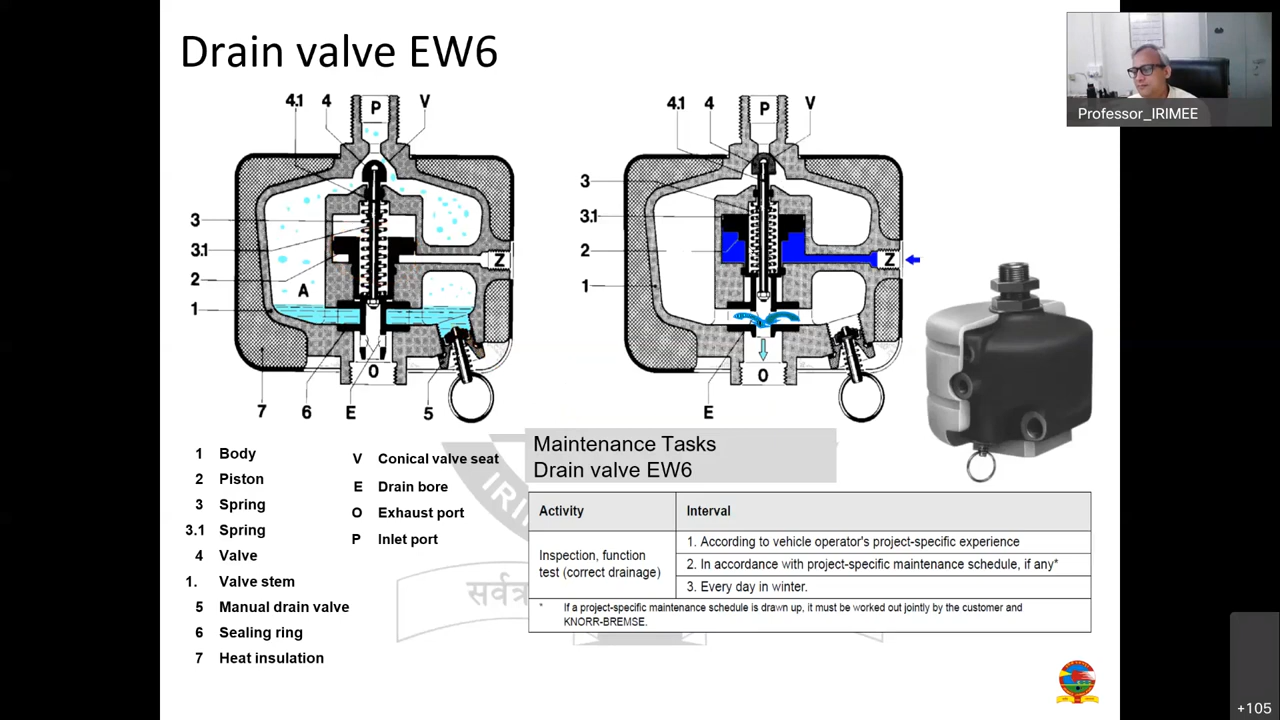 Drain valve EW6
Professor_IRIMEE
4.1 4 P V
3
3.1
2
A
Z
1
O
7 6 E 5
4.1 4 P V
3
3.1
2
Z
1
O
E
1 Body
2 Piston
3 Spring
3.1 Spring
4 Valve
1. Valve stem
5 Manual drain valve
6 Sealing ring
7 Heat insulation
V Conical valve seat
E Drain bore
O Exhaust port
P Inlet port
Maintenance Tasks
Drain valve EW6
Activity Interval
Inspection, function
test (correct drainage)
1. According to vehicle operator's project-specific experience
2. In accordance with project-specific maintenance schedule, if any*
3. Every day in winter.
* If a project-specific maintenance schedule is drawn up, it must be worked out jointly by the customer and
KNORR-BREMSE.
IRI
सर्वत्र
+105